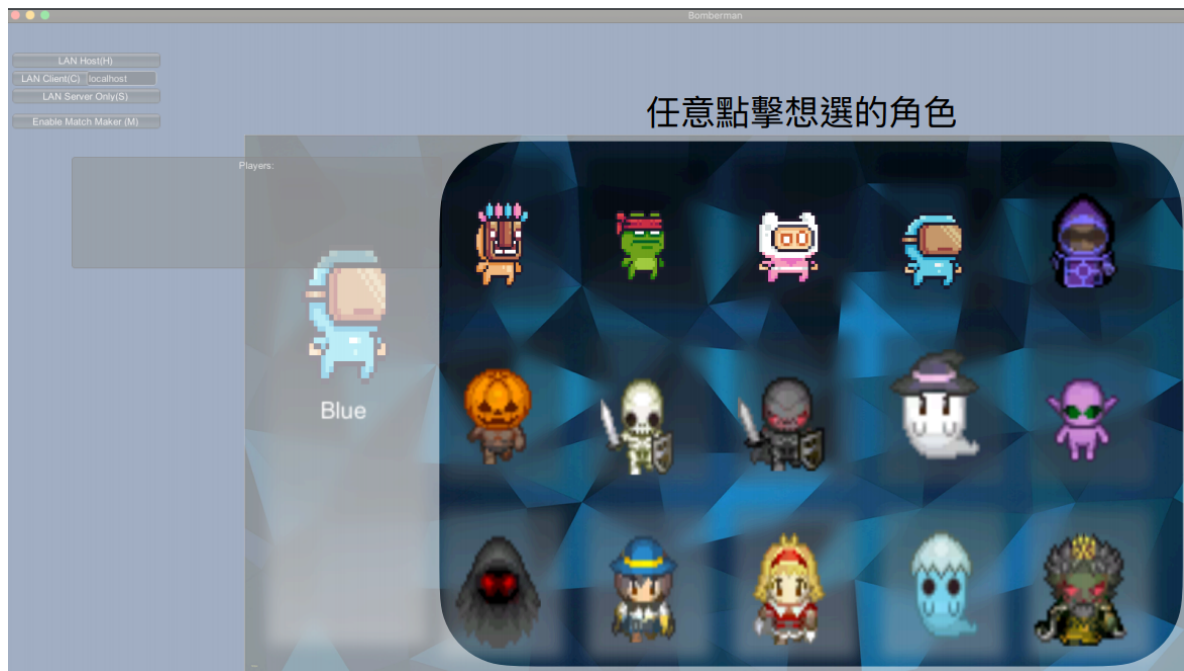 Bomberman
LAN Host(H)
LAN Client(C) localhost
LAN Server Only(S)
Enable Match Maker (M)
任意點擊想選的角色
Players:
Blue